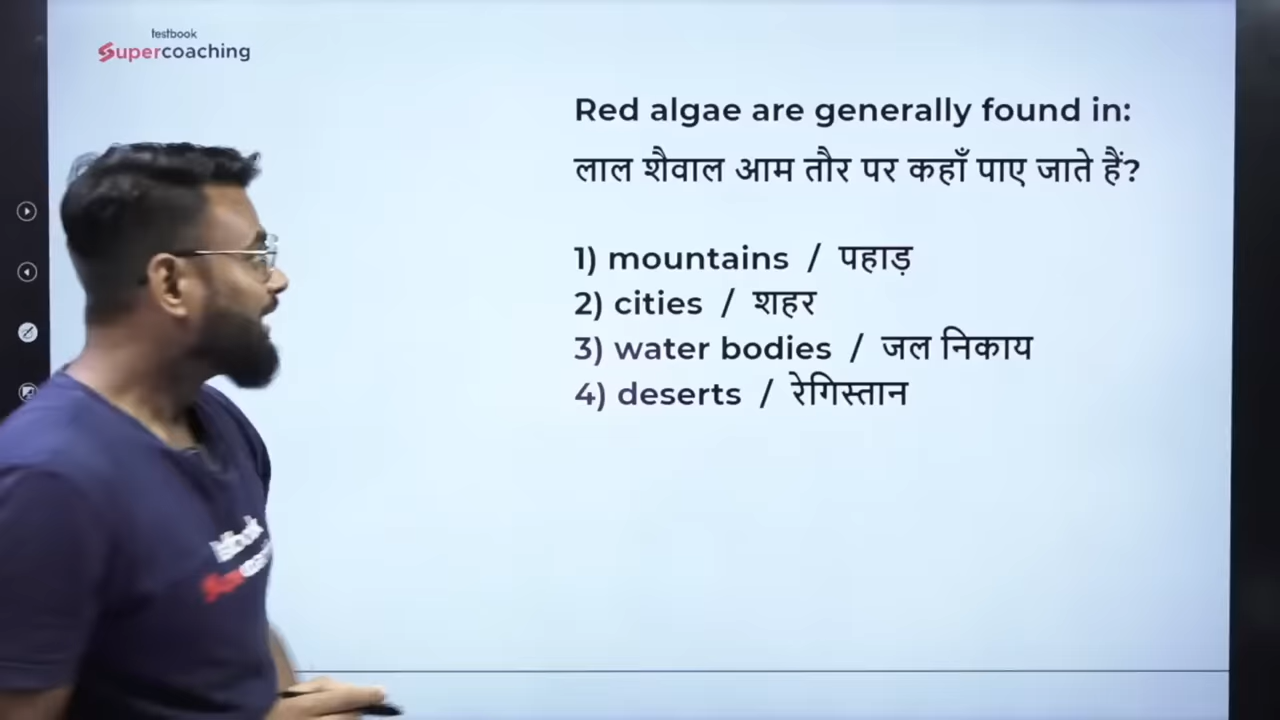 testbook
Supercoaching
Red algae are generally found in:
लाल शैवाल आम तौर पर कहाँ पाए जाते हैं?
1) mountains / पहाड़
2) cities / शहर
3) water bodies / जल निकाय
4) deserts / रेगिस्तान